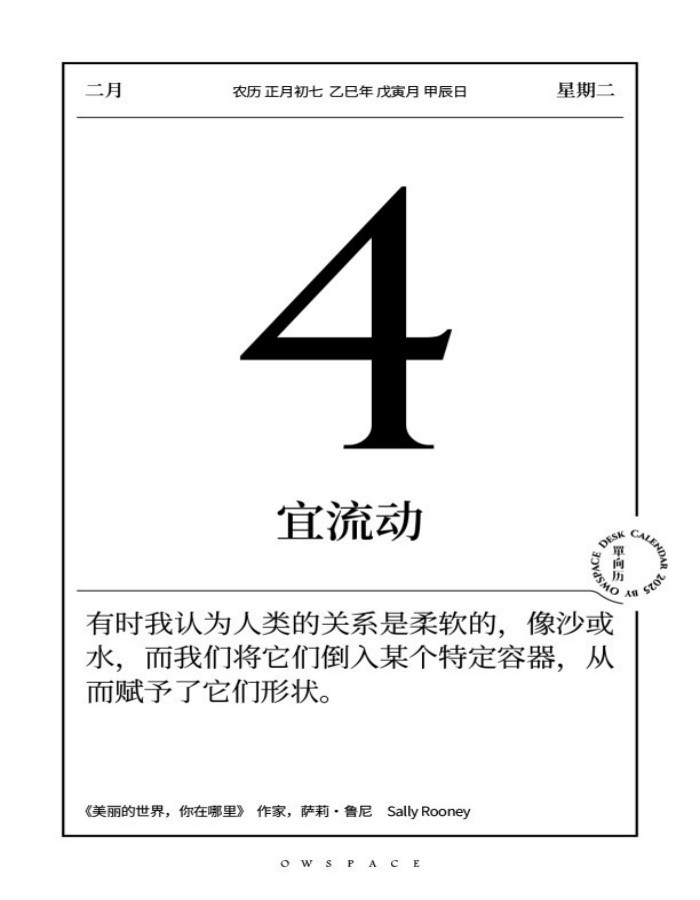 二月
农历 正月初七 乙巳年 戊寅月 甲辰日
星期二
4
宜流动
OWSPACE DESK CALENDAR 2025 BY
單向历
有时我认为人类的关系是柔软的，像沙或
水，而我们将它们倒入某个特定容器，从
而赋予了它们形状。
《美丽的世界，你在哪里》 作家，萨莉·鲁尼 Sally Rooney
OWSPACE